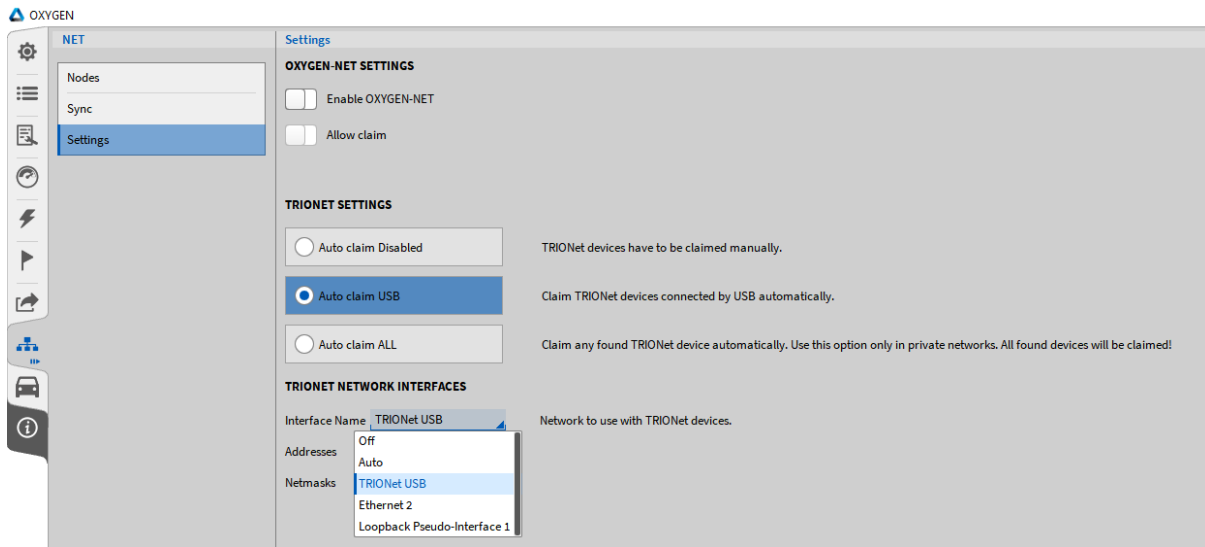 OXYGEN
NET
Nodes
Sync
Settings
Settings
OXYGEN-NET SETTINGS
Enable OXYGEN-NET
Allow claim
TRIONET SETTINGS
Auto claim Disabled
TRIONet devices have to be claimed manually.
Auto claim USB
Claim TRIONet devices connected by USB automatically.
Auto claim ALL
Claim any found TRIONet device automatically. Use this option only in private networks. All found devices will be claimed!
TRIONET NETWORK INTERFACES
Interface Name TRIONet USB
Network to use with TRIONet devices.
Addresses
Netmasks
Off
Auto
TRIONet USB
Ethernet 2
Loopback Pseudo-Interface 1